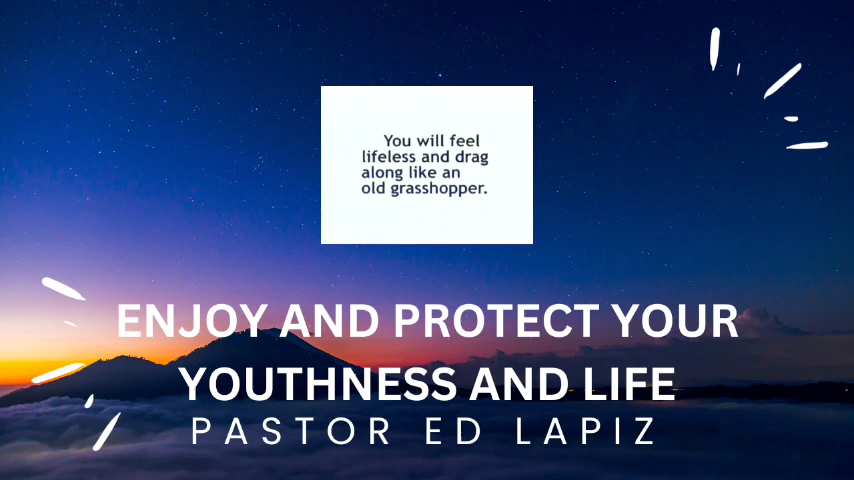 You will feel
lifeless and drag
along like an
old grasshopper.
ENJOY AND PROTECT YOUR
YOUTHNESS AND LIFE
PASTOR ED LAPIZ